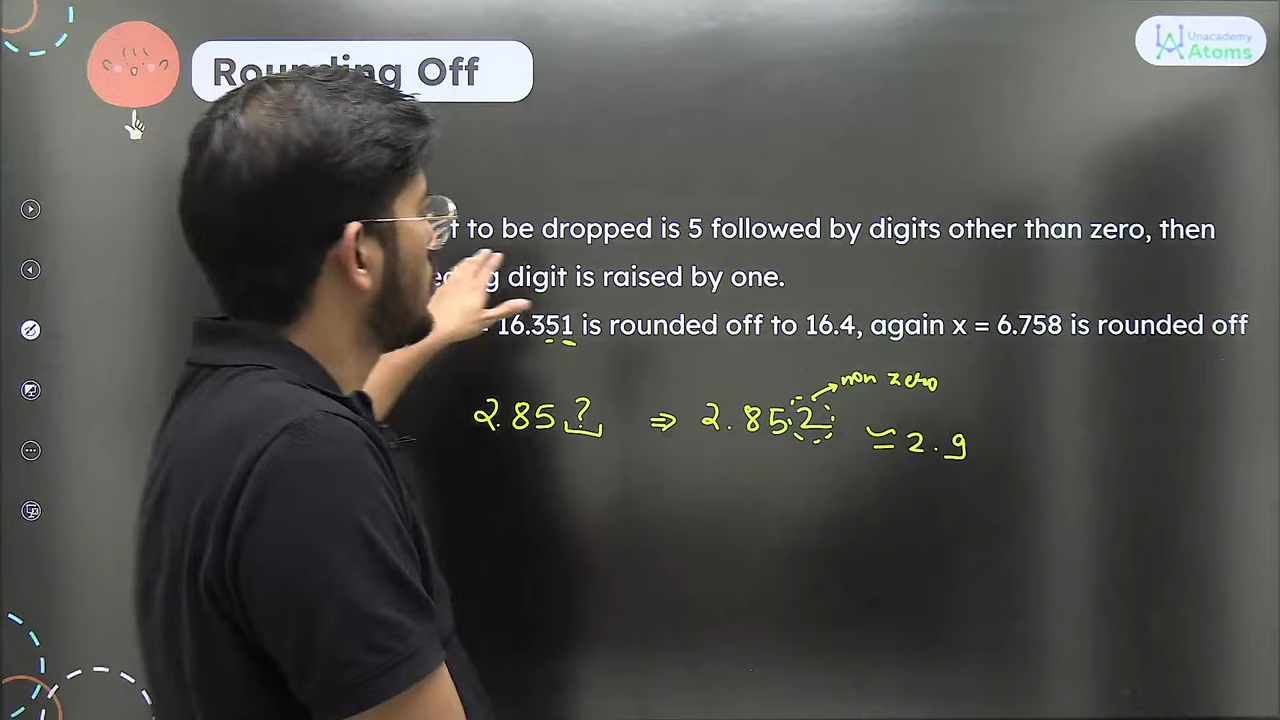 Rounding Off
Unacademy
Atoms
to be dropped is 5 followed by digits other than zero, then
digit is raised by one.
= 16.351 is rounded off to 16.4, again x = 6.758 is rounded off
non zero
2.85? ⇒ 2.852 ≃ 2.9